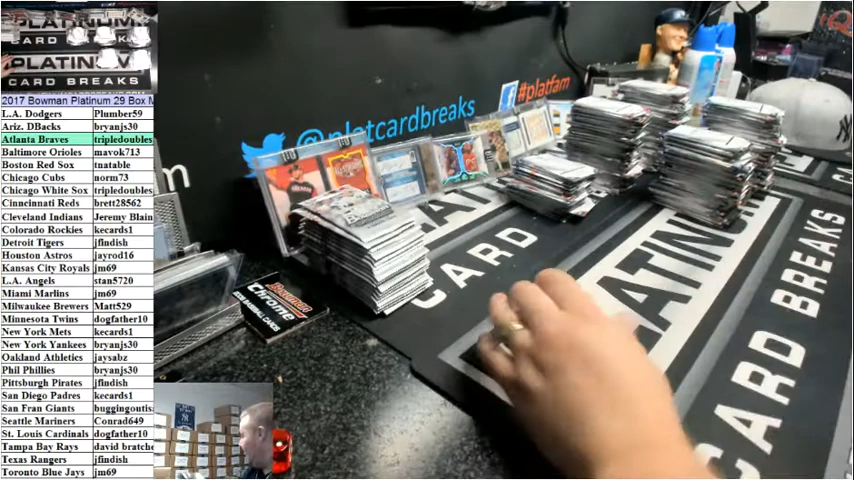 PLATINUM
CARD BREAKS
2017 Bowman Platinum 29 Box M
L.A. Dodgers Plumber59
Ariz. DBacks bryanjs30
Atlanta Braves tripledoubles
Baltimore Orioles mavok713
Boston Red Sox tnatable
Chicago Cubs norm73
Chicago White Sox tripledoubles
Cinncinnati Reds brett28562
Cleveland Indians Jeremy Blain
Colorado Rockies kecards1
Detroit Tigers jfindish
Houston Astros jayrod16
Kansas City Royals jm69
L.A. Angels stan5720
Miami Marlins jm69
Milwaukee Brewers Matt529
Minnesota Twins dogfather10
New York Mets kecards1
New York Yankees bryanjs30
Oakland Athletics jaysabz
Phil Phillies bryanjs30
Pittsburgh Pirates jfindish
San Diego Padres kecards1
San Fran Giants buggingoutis
Seattle Mariners Conrad649
St. Louis Cardinals dogfather10
Tampa Bay Rays david bratche
Texas Rangers jfindish
Toronto Blue Jays jm69
@platcardbreaks
f #platfam
Bowman
Chrome
BASEBALL CARDS
CARD
LATINUM
CARD BREAKS